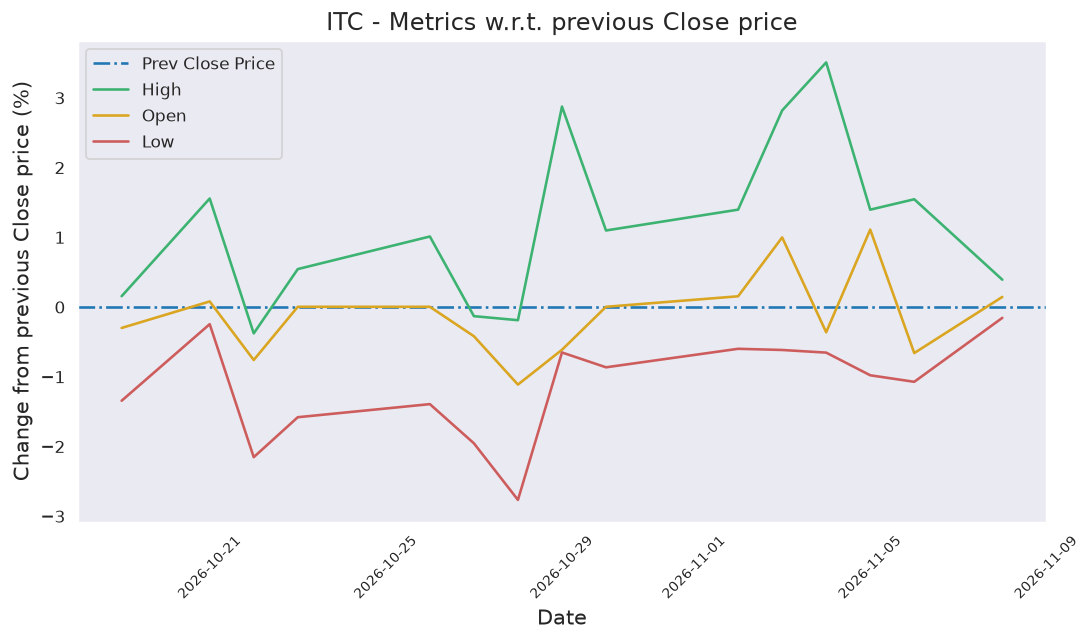 ITC - Metrics w.r.t. previous Close price
Prev Close Price
High
Open
Low
Change from previous Close price (%)
3
2
1
0
−1
−2
−3
2026-10-21
2026-10-25
2026-10-29
2026-11-01
2026-11-05
2026-11-09
Date